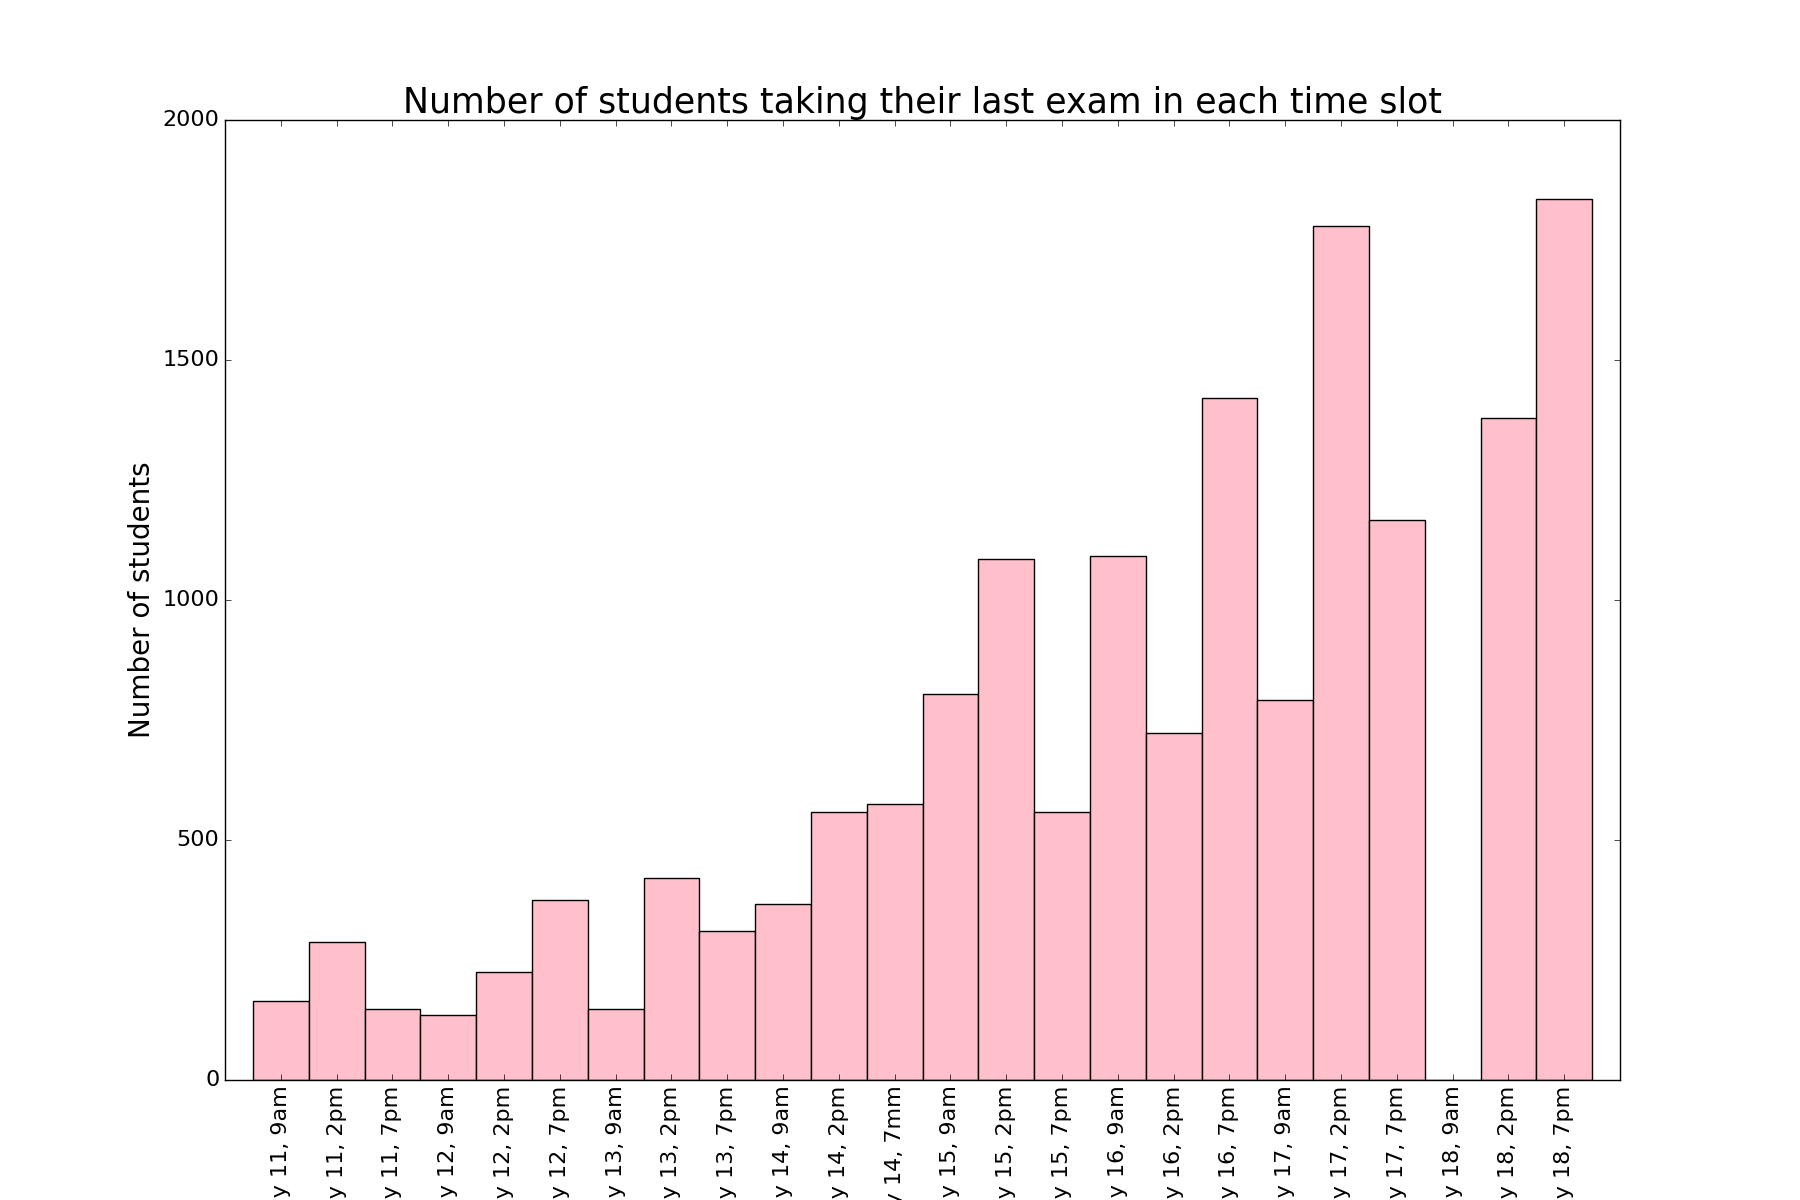 Number of students taking their last exam in each time slot
Number of students
2000
1500
1000
500
0
y 11, 9am
y 11, 2pm
y 11, 7pm
y 12, 9am
y 12, 2pm
y 12, 7pm
y 13, 9am
y 13, 2pm
y 13, 7pm
y 14, 9am
y 14, 2pm
y 14, 7mm
y 15, 9am
y 15, 2pm
y 15, 7pm
y 16, 9am
y 16, 2pm
y 16, 7pm
y 17, 9am
y 17, 2pm
y 17, 7pm
y 18, 9am
y 18, 2pm
y 18, 7pm